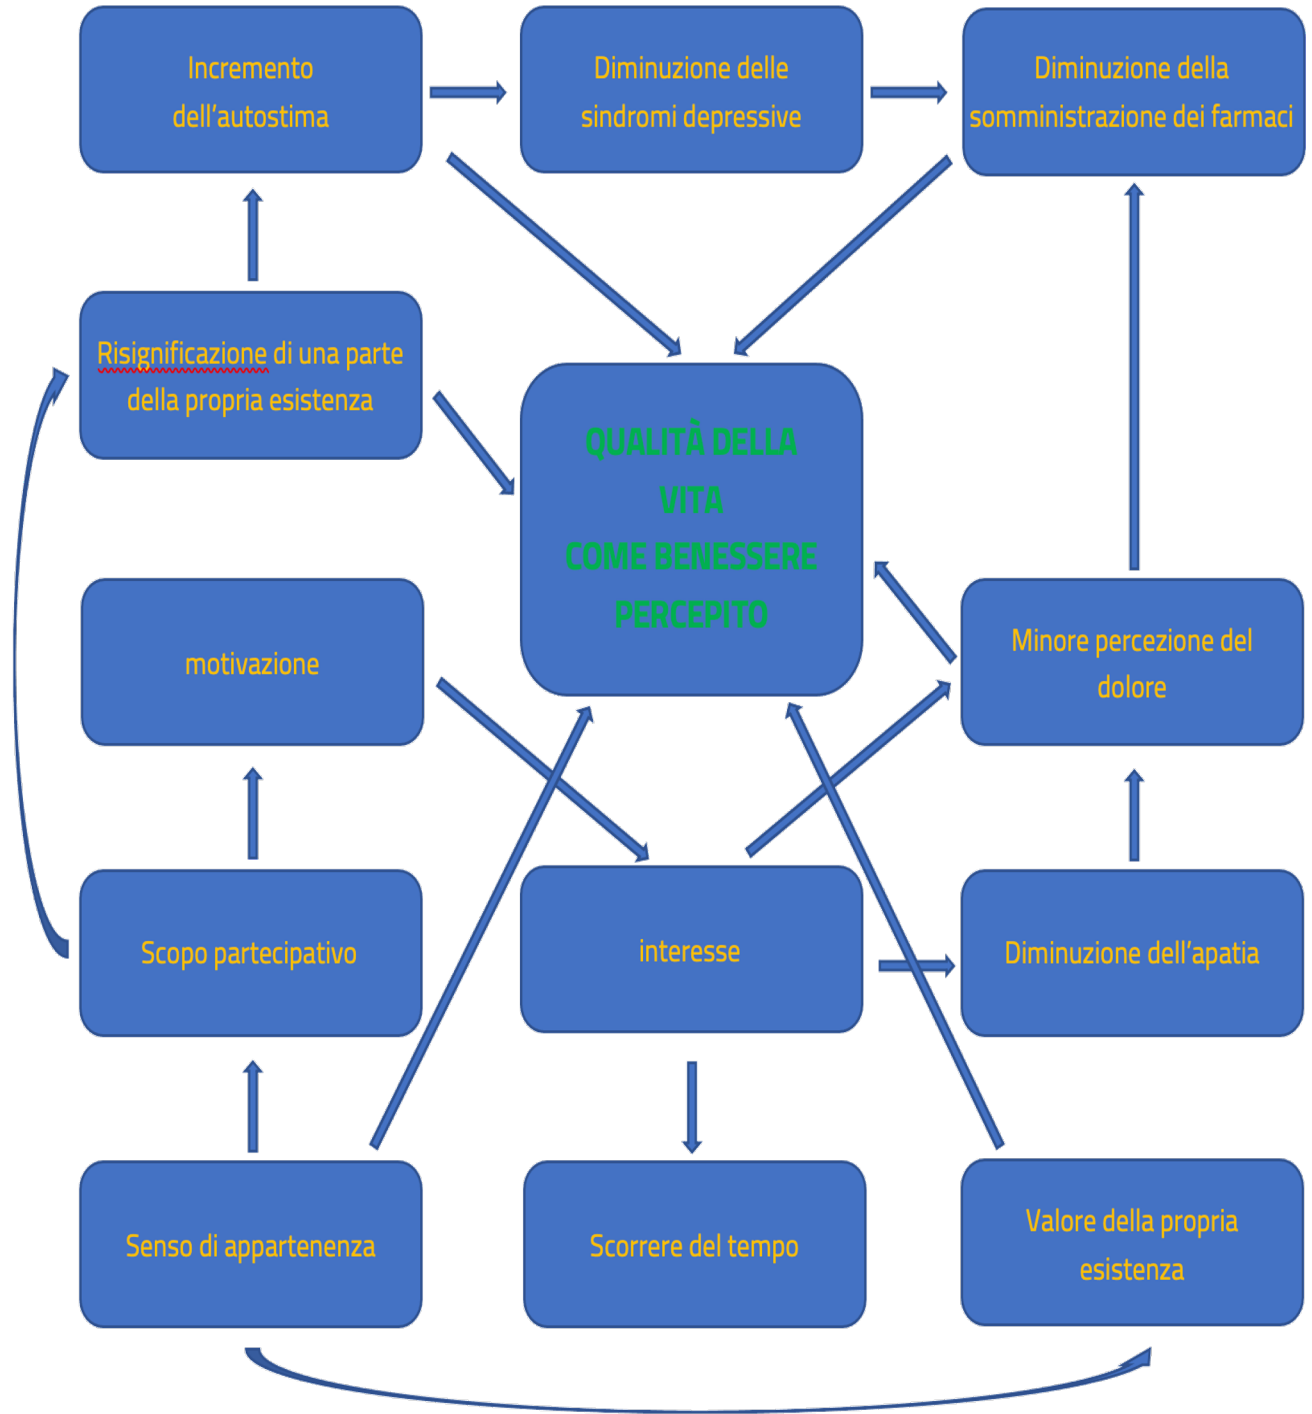 Incremento
dell'autostima
Diminuzione delle
sindromi depressive
Diminuzione della
somministrazione dei farmaci
Risignificazione di una parte
della propria esistenza
QUALITÀ DELLA
VITA
COME BENESSERE
PERCEPITO
motivazione
Minore percezione del
dolore
Scopo partecipativo
interesse
Diminuzione dell'apatia
Senso di appartenenza
Scorrere del tempo
Valore della propria
esistenza